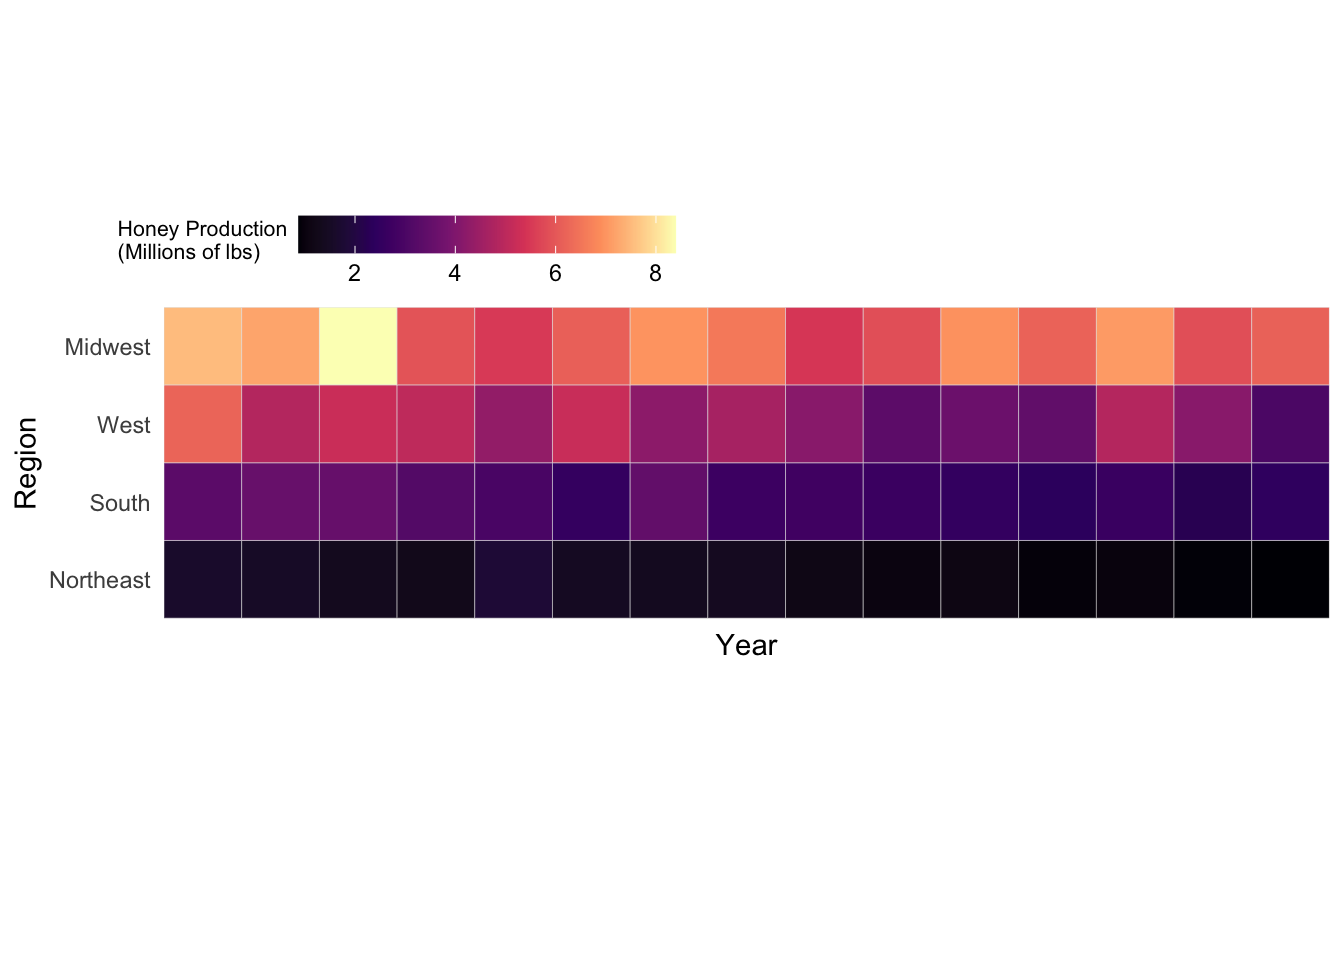 Honey Production
(Millions of lbs)
2 4 6 8
Midwest
West
South
Northeast
Region
Year